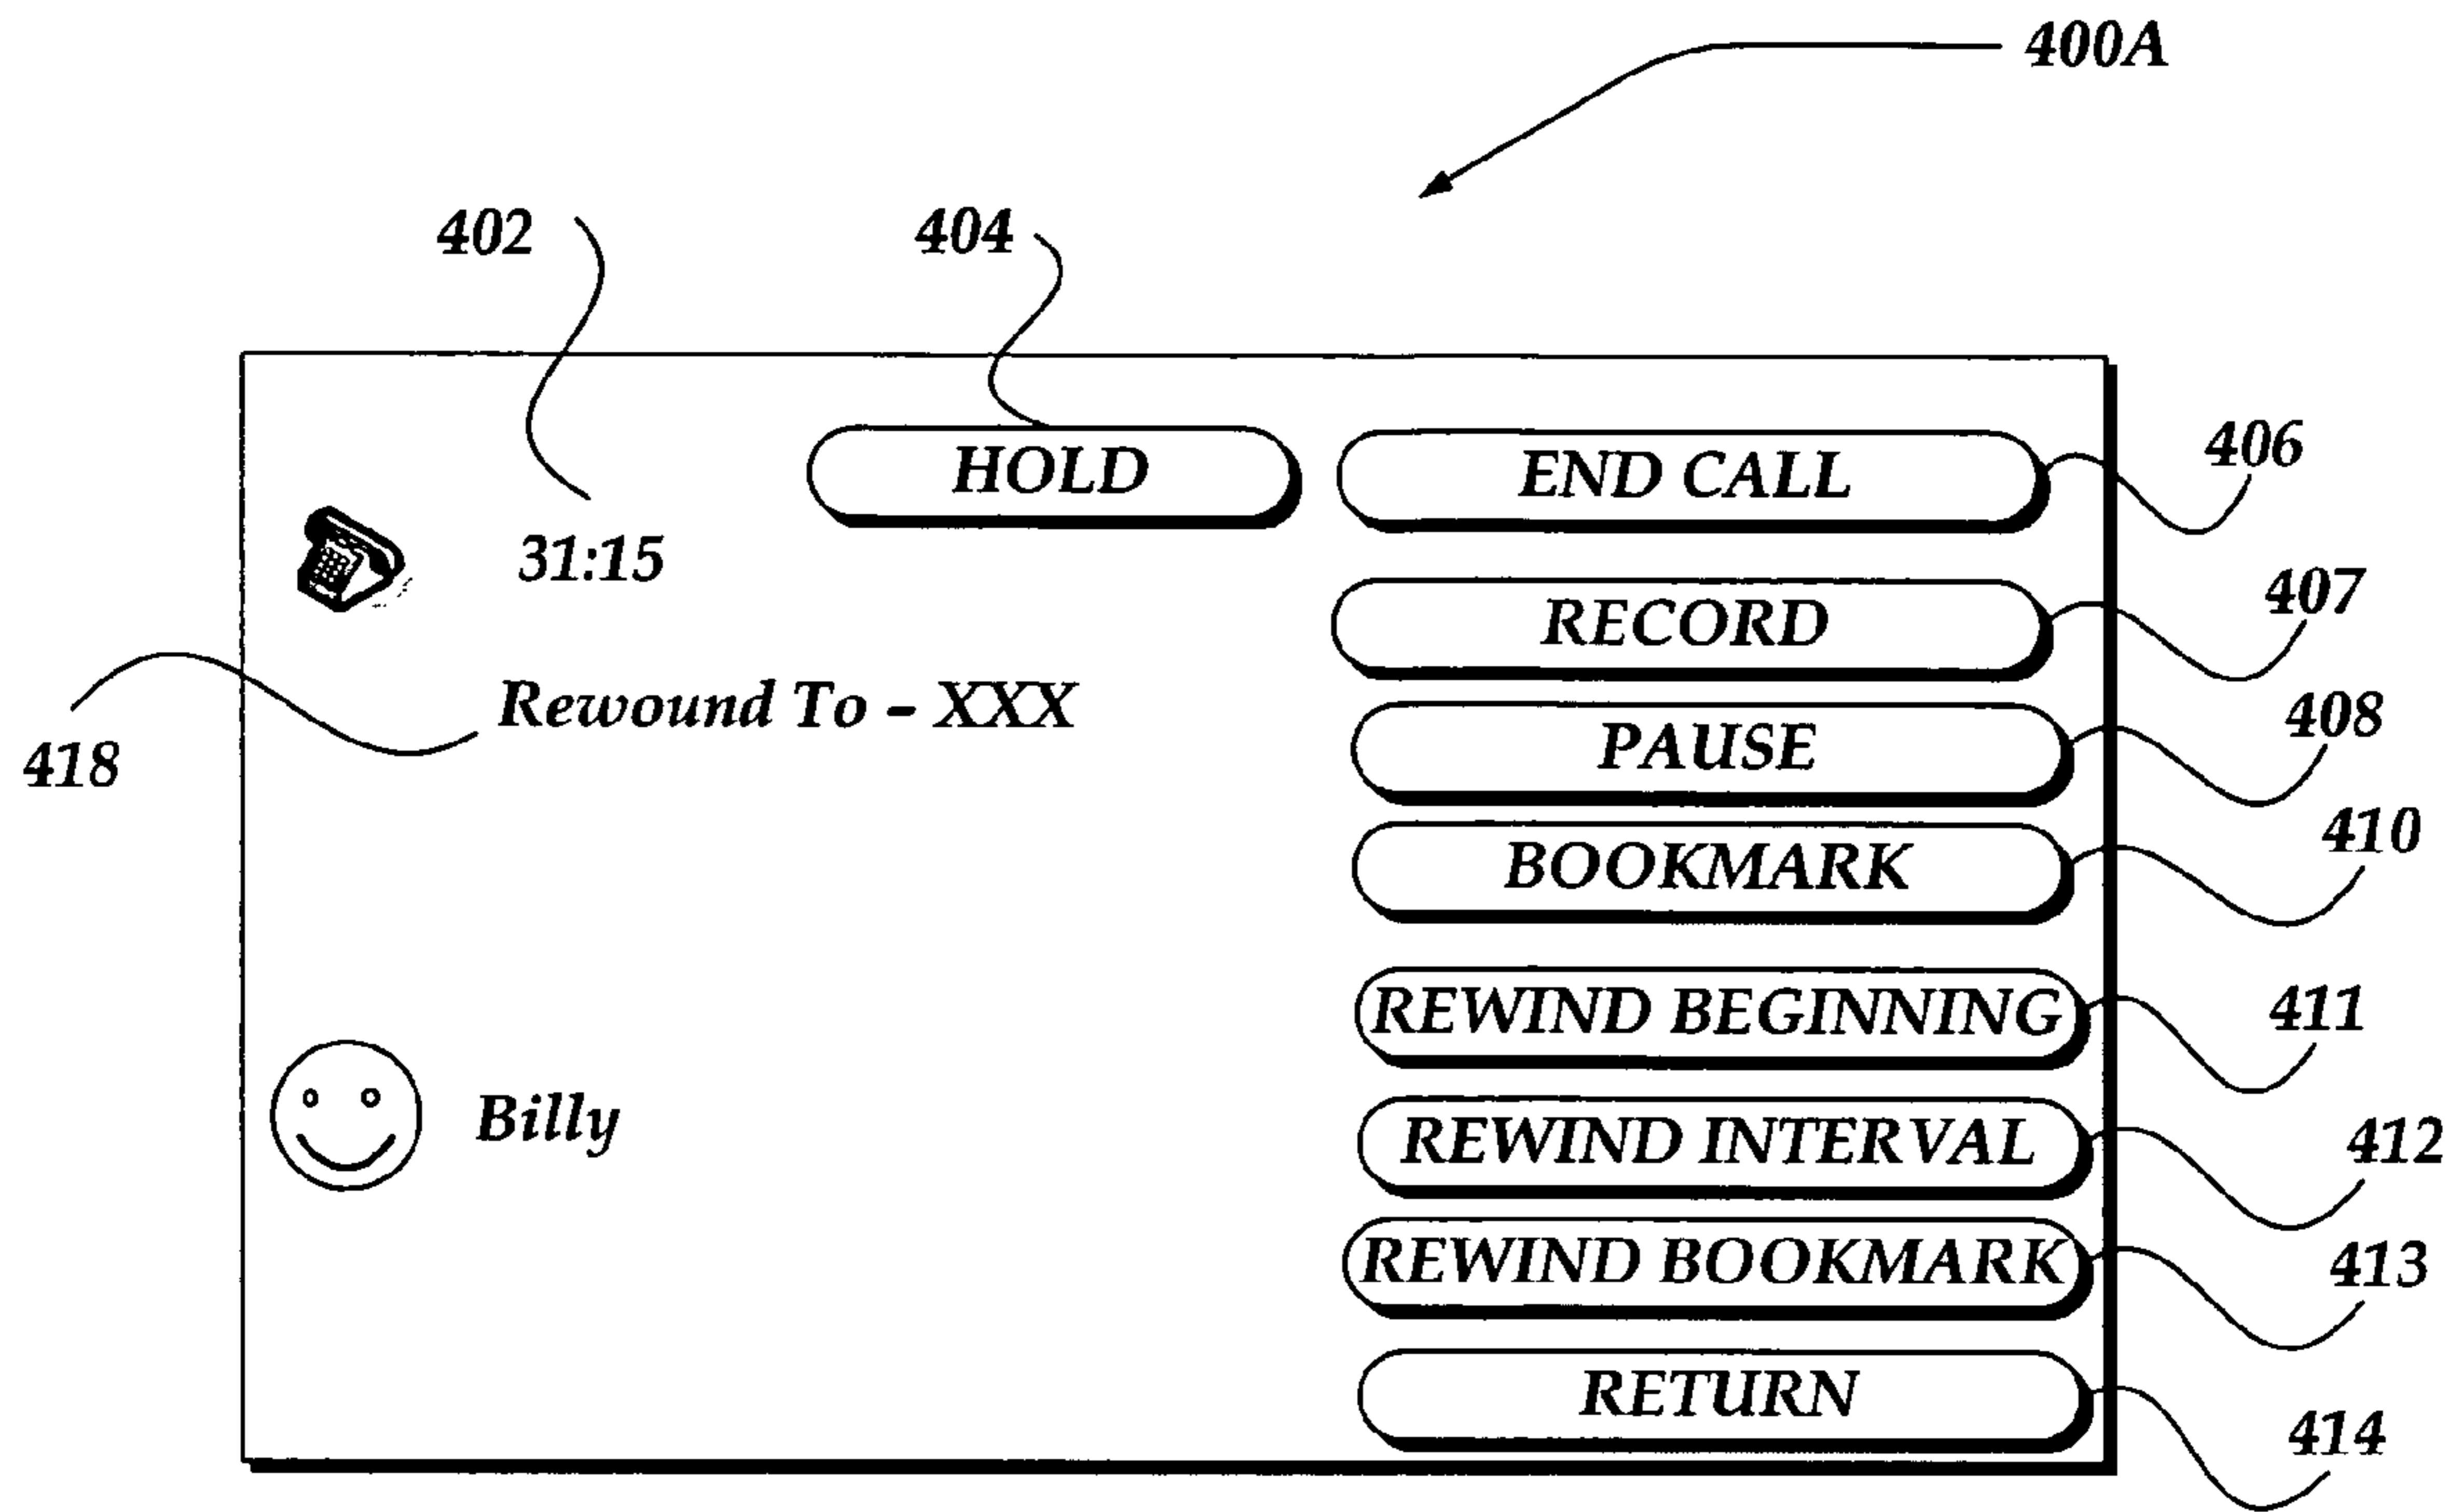 400A
402
404
HOLD
END CALL
406
31:15
RECORD
407
Rewound To – XXX
PAUSE
408
418
BOOKMARK
410
REWIND BEGINNING
411
Billy
REWIND INTERVAL
412
REWIND BOOKMARK
413
RETURN
414